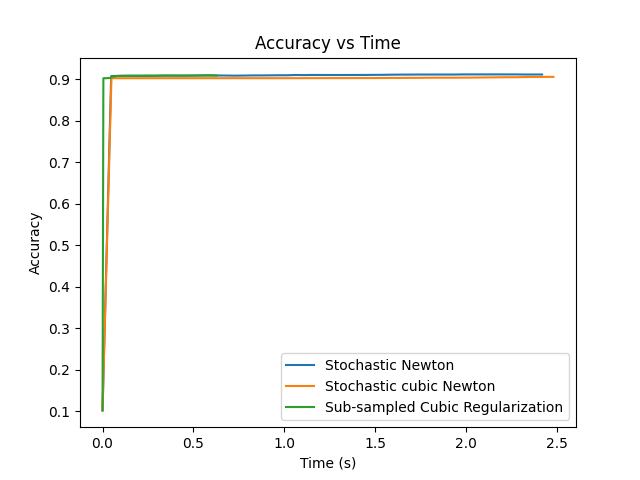 Accuracy vs Time
0.9
0.8
0.7
0.6
0.5
0.4
0.3
0.2
0.1
Accuracy
0.0 0.5 1.0 1.5 2.0 2.5
Time (s)
Stochastic Newton
Stochastic cubic Newton
Sub-sampled Cubic Regularization